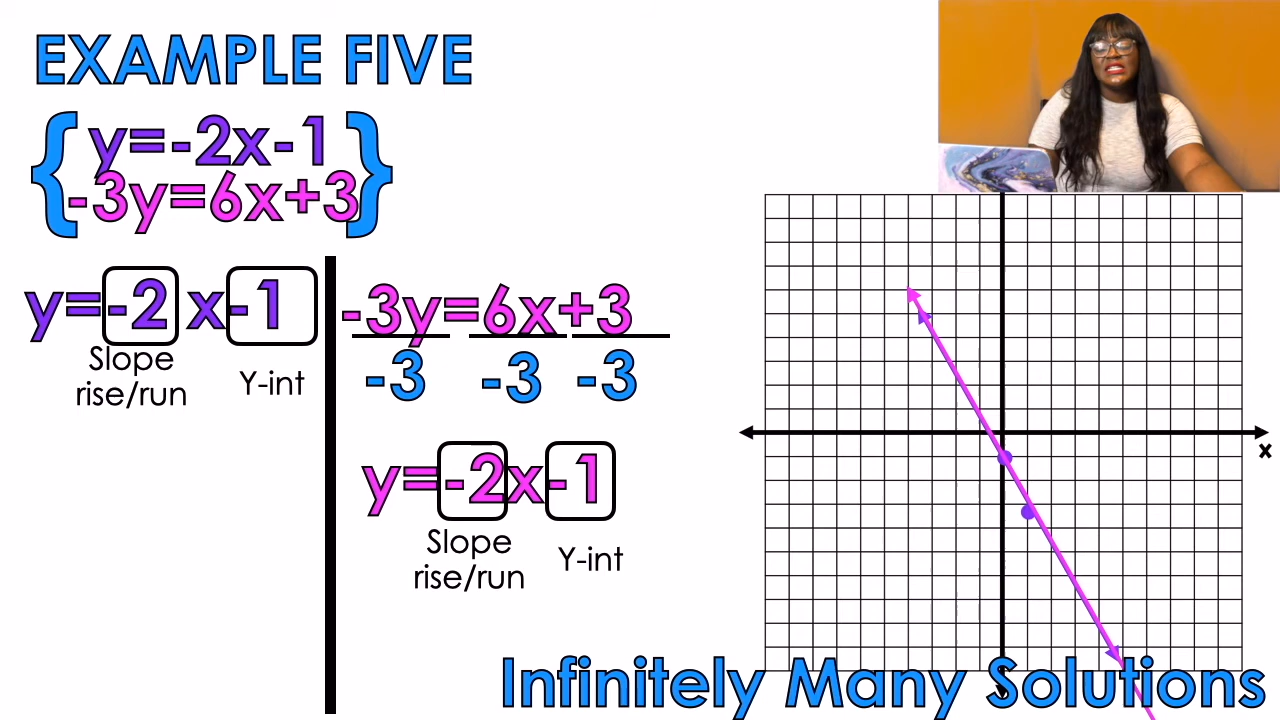 EXAMPLE FIVE
{ y=-2x-1
-3y=6x+3 }
y=-2x-1
Slope
rise/run
Y-int
-3y=6x+3
-3 -3 -3
y=-2x-1
Slope
rise/run
Y-int
x
Infinitely Many Solutions